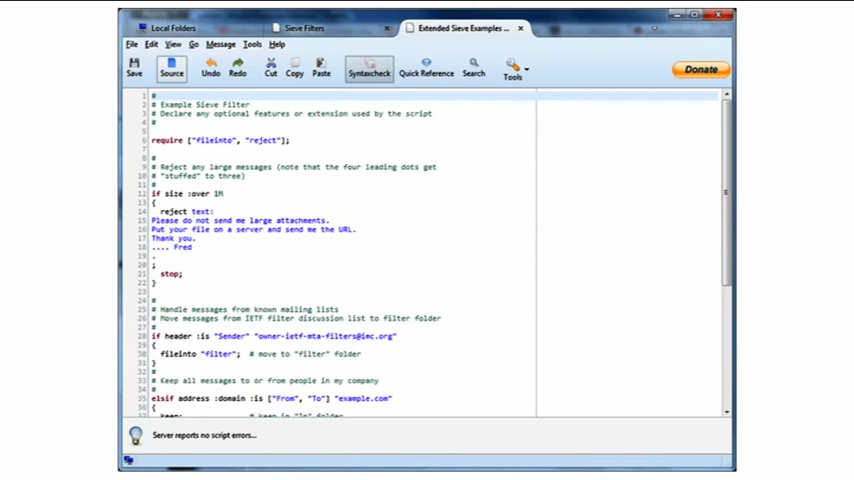 Local Folders
Sieve Filters
Extended Sieve Examples ...
File Edit View Go Message Tools Help
Save Source Undo Redo Cut Copy Paste Syntaxcheck Quick Reference Search Tools
Donate
1 #
2 # Example Sieve Filter
3 # Declare any optional features or extension used by the script
4 #
5
6 require ["fileinto", "reject"];
7
8 #
9 # Reject any large messages (note that the four leading dots get
10 # "stuffed" to three)
11 #
12 if size :over 1M
13 {
14 reject text:
15 Please do not send me large attachments.
16 Put your file on a server and send me the URL.
17 Thank you.
18 .... Fred
19 .
20 ;
21 stop;
22 }
23
24 #
25 # Handle messages from known mailing lists
26 # Move messages from IETF filter discussion list to filter folder
27 #
28 if header :is "Sender" "owner-ietf-mta-filters@imc.org"
29 {
30 fileinto "filter"; # move to "filter" folder
31 }
32 #
33 # Keep all messages to or from people in my company
34 #
35 elsif address :domain :is ["From", "To"] "example.com"
36 {
37 keep; # keep in "In" folder
Server reports no script errors...